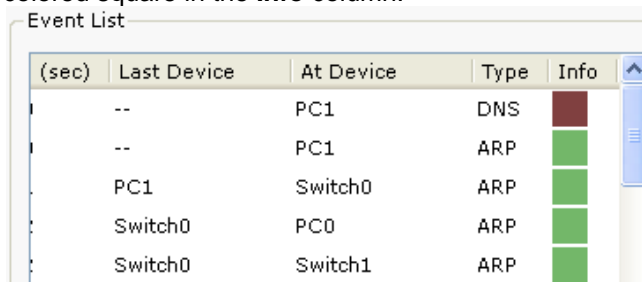 Event List
(sec) Last Device At Device Type Info
-- PC1 DNS
-- PC1 ARP
PC1 Switch0 ARP
Switch0 PC0 ARP
Switch0 Switch1 ARP